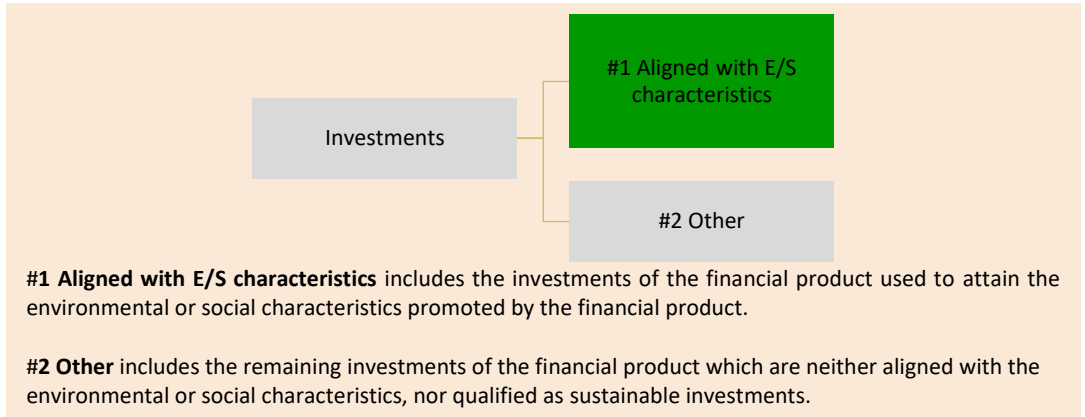 #1 Aligned with E/S
characteristics
Investments
#2 Other
#1 Aligned with E/S characteristics includes the investments of the financial product used to attain the
environmental or social characteristics promoted by the financial product.
#2 Other includes the remaining investments of the financial product which are neither aligned with the
environmental or social characteristics, nor qualified as sustainable investments.